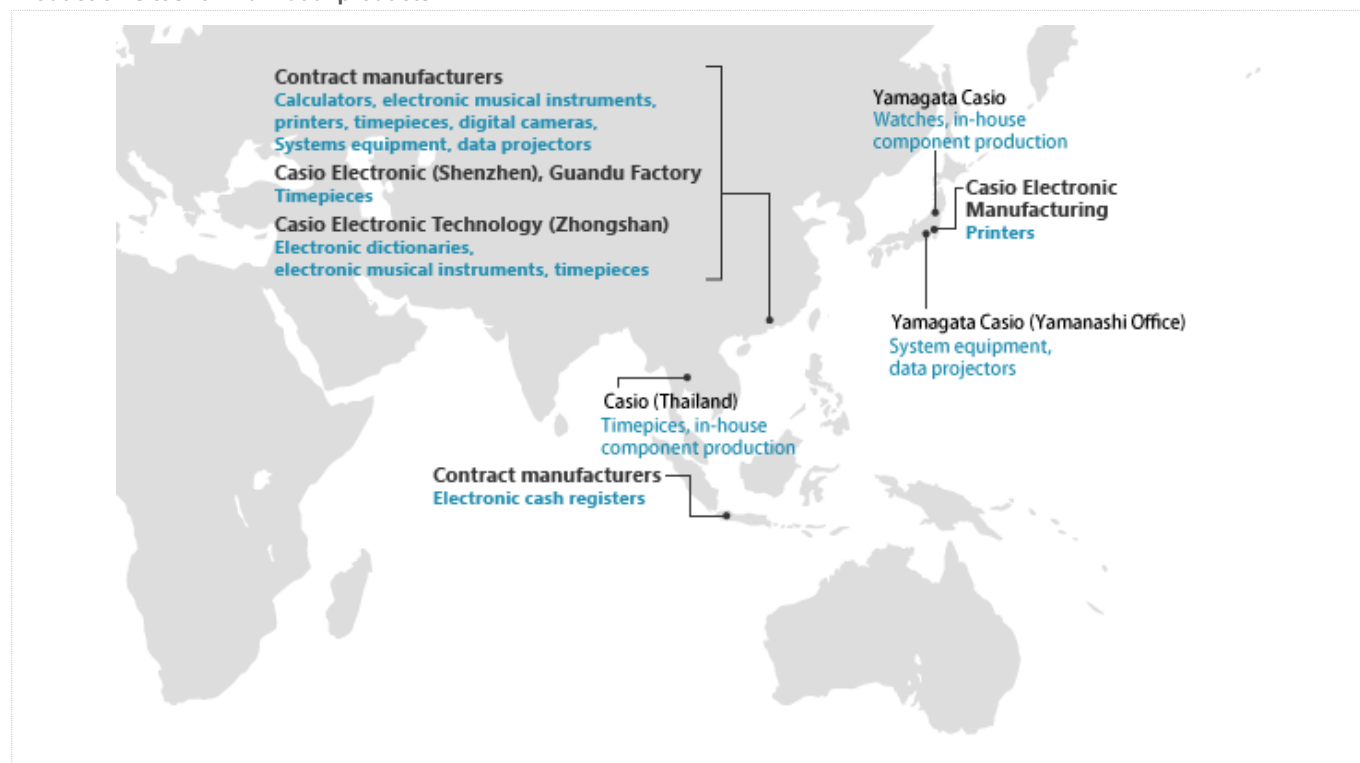 Contract manufacturers
Calculators, electronic musical instruments,
printers, timepieces, digital cameras,
Systems equipment, data projectors
Casio Electronic (Shenzhen), Guandu Factory
Timepieces
Casio Electronic Technology (Zhongshan)
Electronic dictionaries,
electronic musical instruments, timepieces
Yamagata Casio
Watches, in-house
component production
Casio Electronic
Manufacturing
Printers
Yamagata Casio (Yamanashi Office)
System equipment,
data projectors
Casio (Thailand)
Timepices, in-house
component production
Contract manufacturers
Electronic cash registers